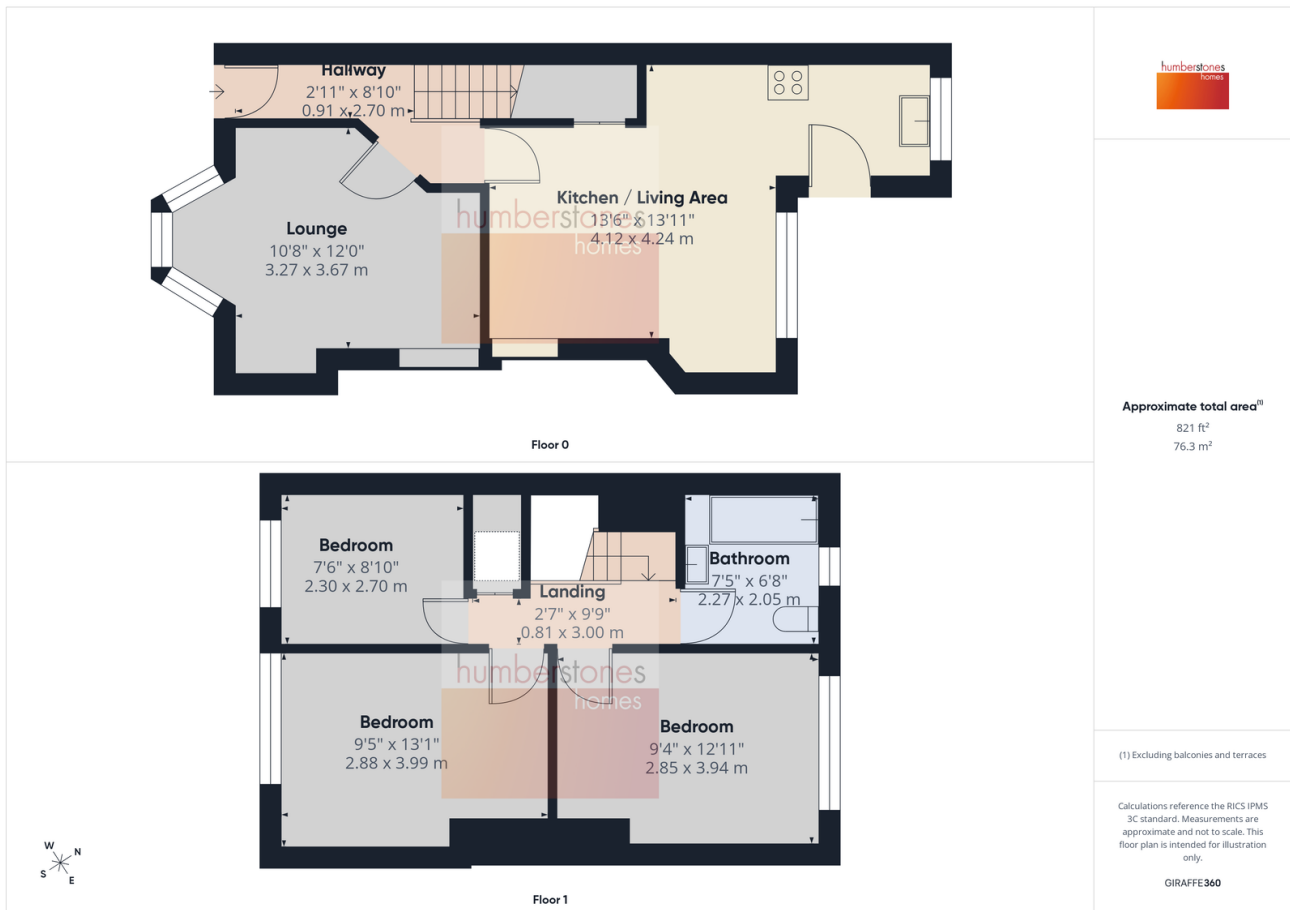 Hallway
2'11" x 8'10"
0.91 x 2.70 m
Lounge
10'8" x 12'0"
3.27 x 3.67 m
Kitchen / Living Area
13'6" x 13'11"
4.12 x 4.24 m
humberstones
homes
Floor 0
Bedroom
7'6" x 8'10"
2.30 x 2.70 m
Landing
2'7" x 9'9"
0.81 x 3.00 m
Bathroom
7'5" x 6'8"
2.27 x 2.05 m
Bedroom
9'5" x 13'1"
2.88 x 3.99 m
Bedroom
9'4" x 12'11"
2.85 x 3.94 m
humberstones
homes
W
N
S
E
Floor 1
humberstones
homes
Approximate total area(1)
821 ft²
76.3 m²
(1) Excluding balconies and terraces
Calculations reference the RICS IPMS
3C standard. Measurements are
approximate and not to scale. This
floor plan is intended for illustration
only.
GIRAFFE360